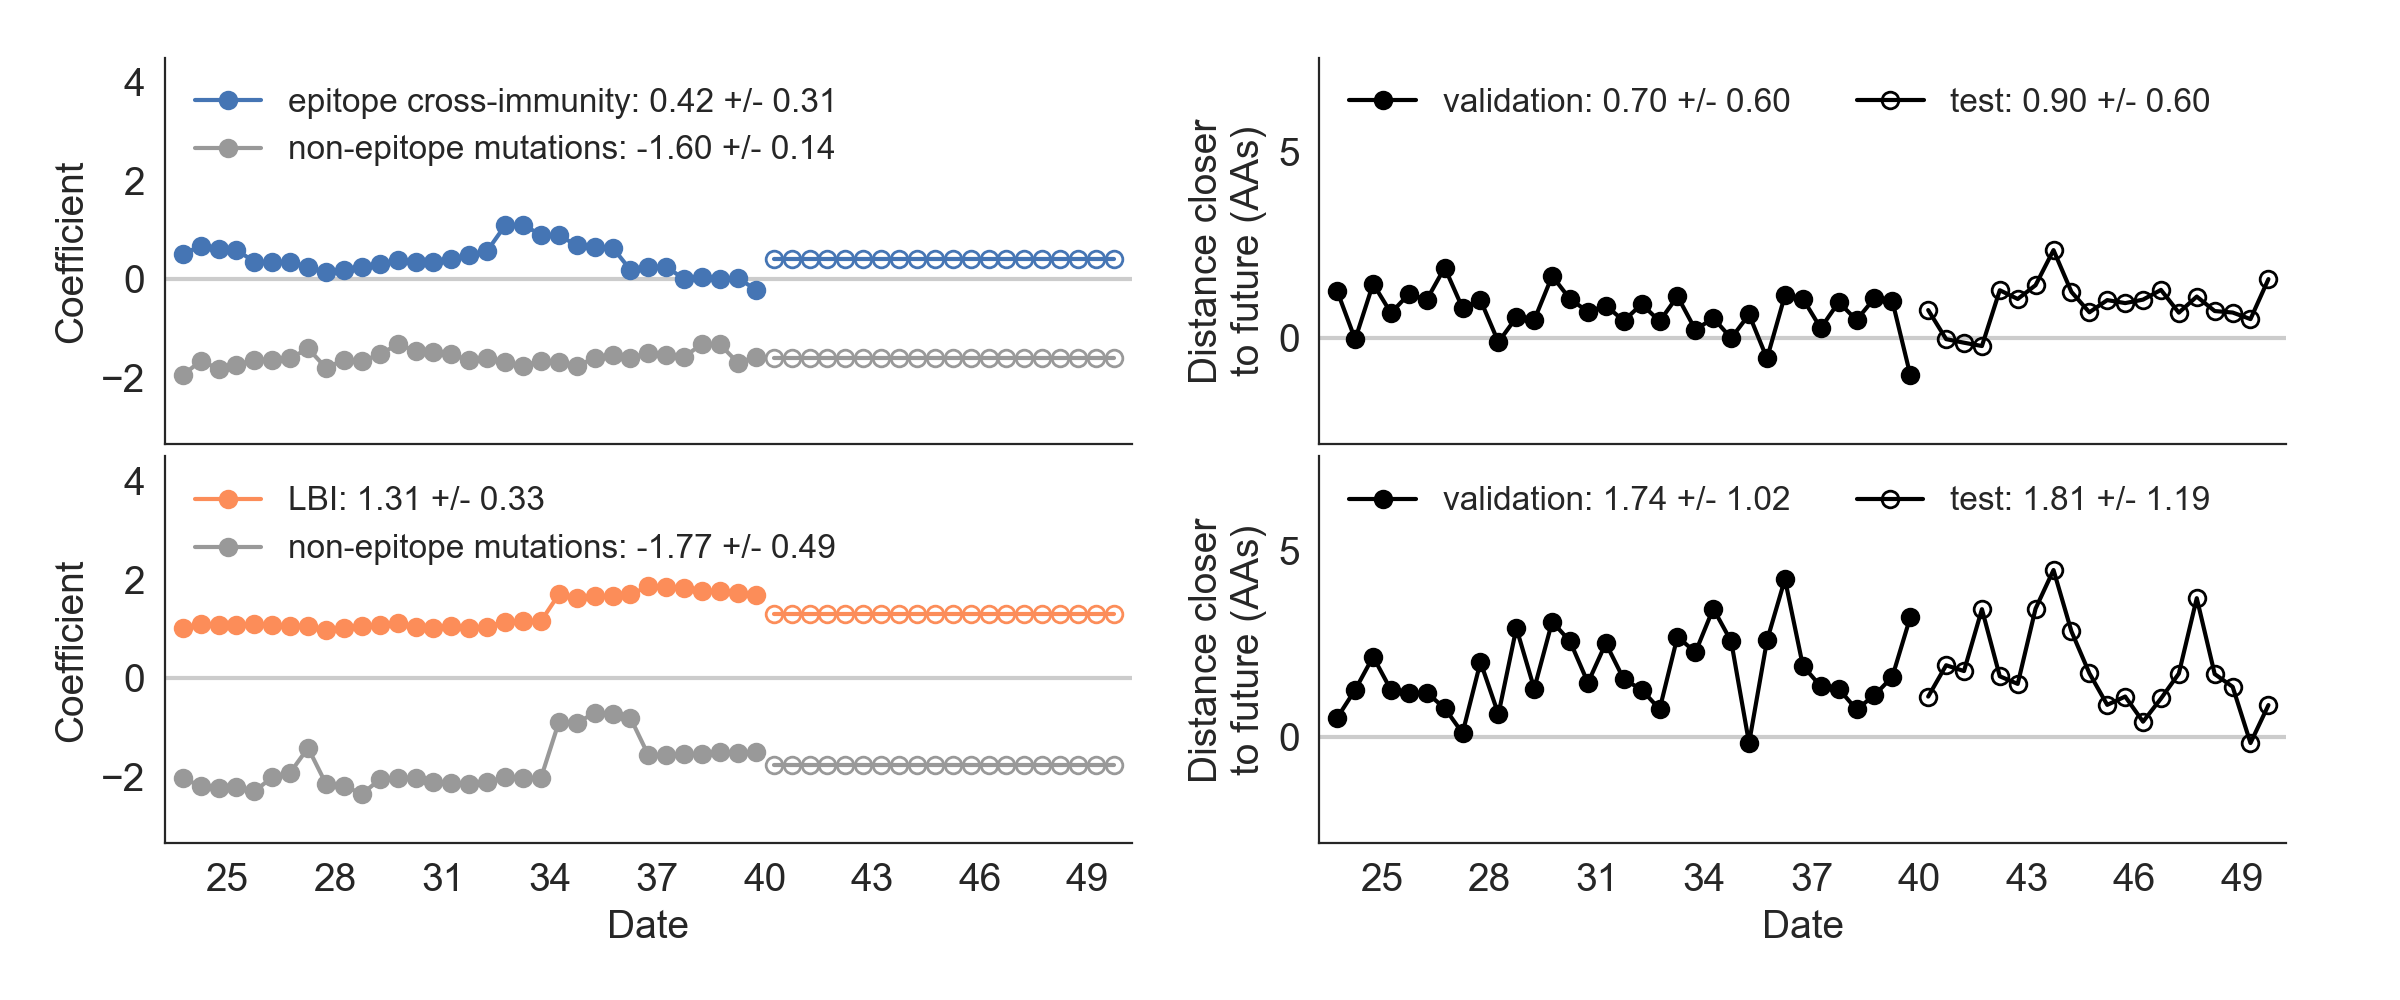 4
2
0
−2
Coefficient
epitope cross-immunity: 0.42 +/- 0.31
non-epitope mutations: -1.60 +/- 0.14
5
0
Distance closer
to future (AAs)
validation: 0.70 +/- 0.60
test: 0.90 +/- 0.60
4
2
0
−2
Coefficient
LBI: 1.31 +/- 0.33
non-epitope mutations: -1.77 +/- 0.49
25 28 31 34 37 40 43 46 49
Date
5
0
Distance closer
to future (AAs)
validation: 1.74 +/- 1.02
test: 1.81 +/- 1.19
25 28 31 34 37 40 43 46 49
Date